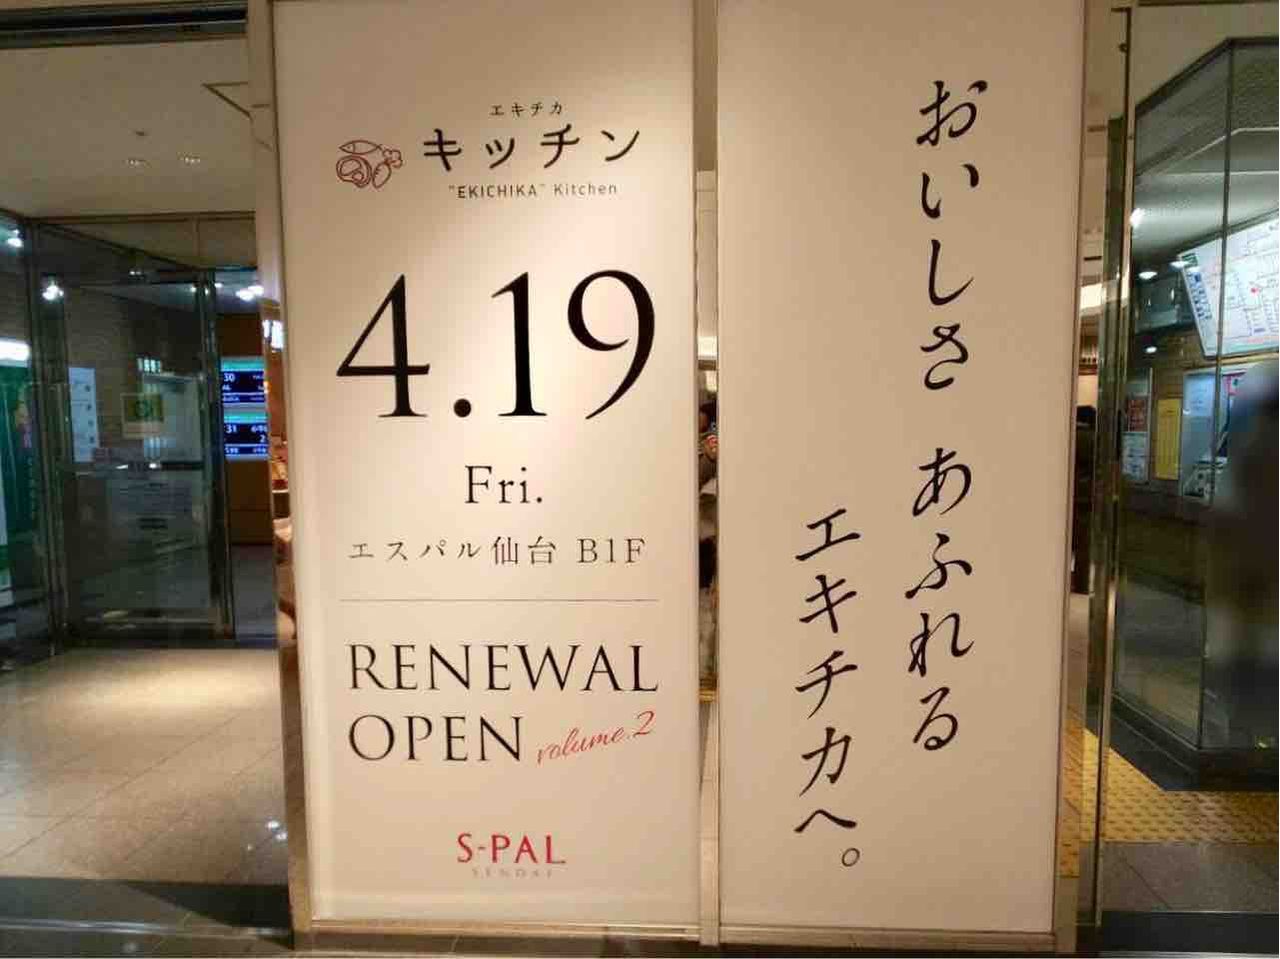 エキチカ
キッチン
"EKICHIKA" Kitchen
4.19
Fri.
エスパル仙台 B1F
RENEWAL
OPEN volume.2
S-PAL
SENDAI
おいしさ あふれる
エキチカへ。
30
31